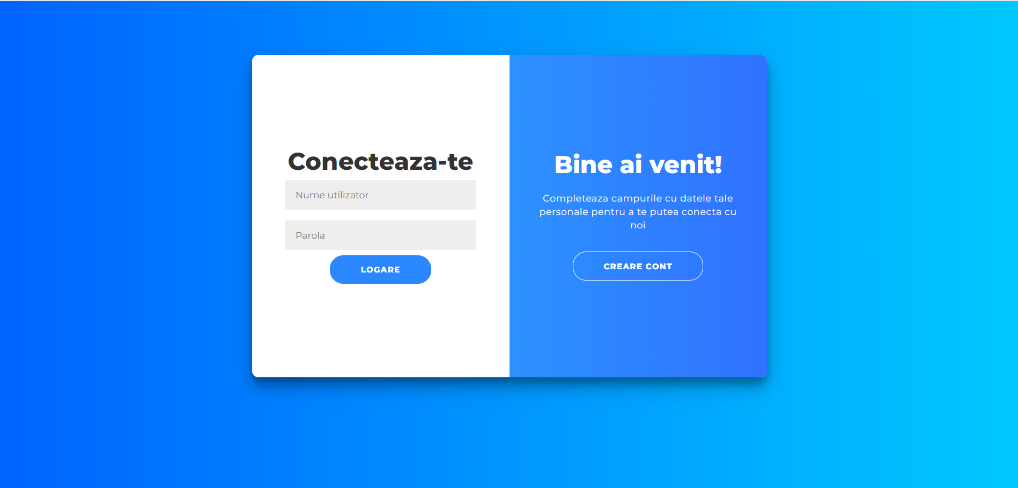 Conecteaza-te
Nume utilizator
Parola
LOGARE
Bine ai venit!
Completeaza campurile cu datele tale
personale pentru a te putea conecta cu
noi
CREARE CONT